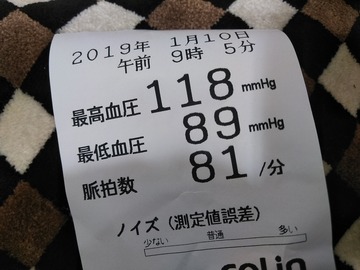 2019年 1月10日
午前 9時 5分
最高血圧 118 mmHg
最低血圧 89 mmHg
脈拍数 81 /分
ノイズ (測定値誤差)
少ない 普通 多い